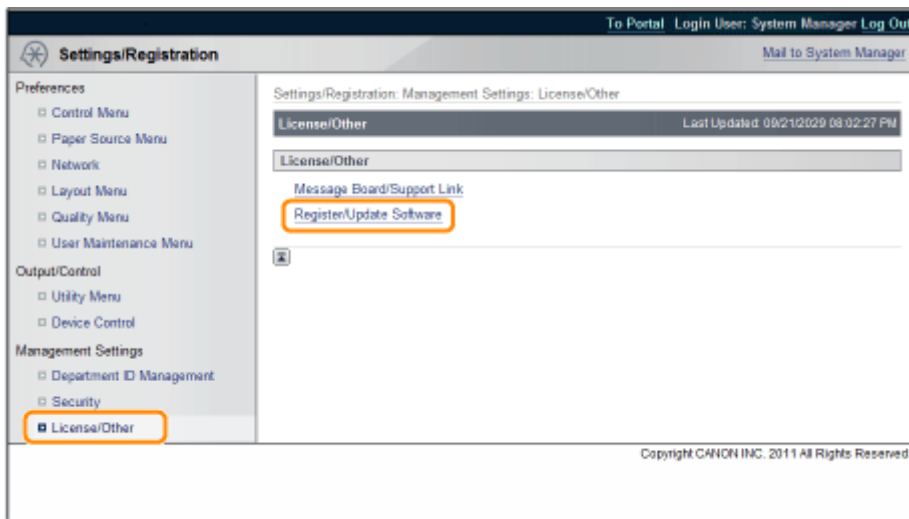 To Portal Login User: System Manager Log Out
Settings/Registration
Mail to System Manager
Preferences
Control Menu
Paper Source Menu
Network
Layout Menu
Quality Menu
User Maintenance Menu
Output/Control
Utility Menu
Device Control
Management Settings
Department ID Management
Security
License/Other
Settings/Registration: Management Settings: License/Other
License/Other
Last Updated: 09/21/2029 08:02:27 PM
License/Other
Message Board/Support Link
Register/Update Software
Copyright CANON INC. 2011 All Rights Reserved